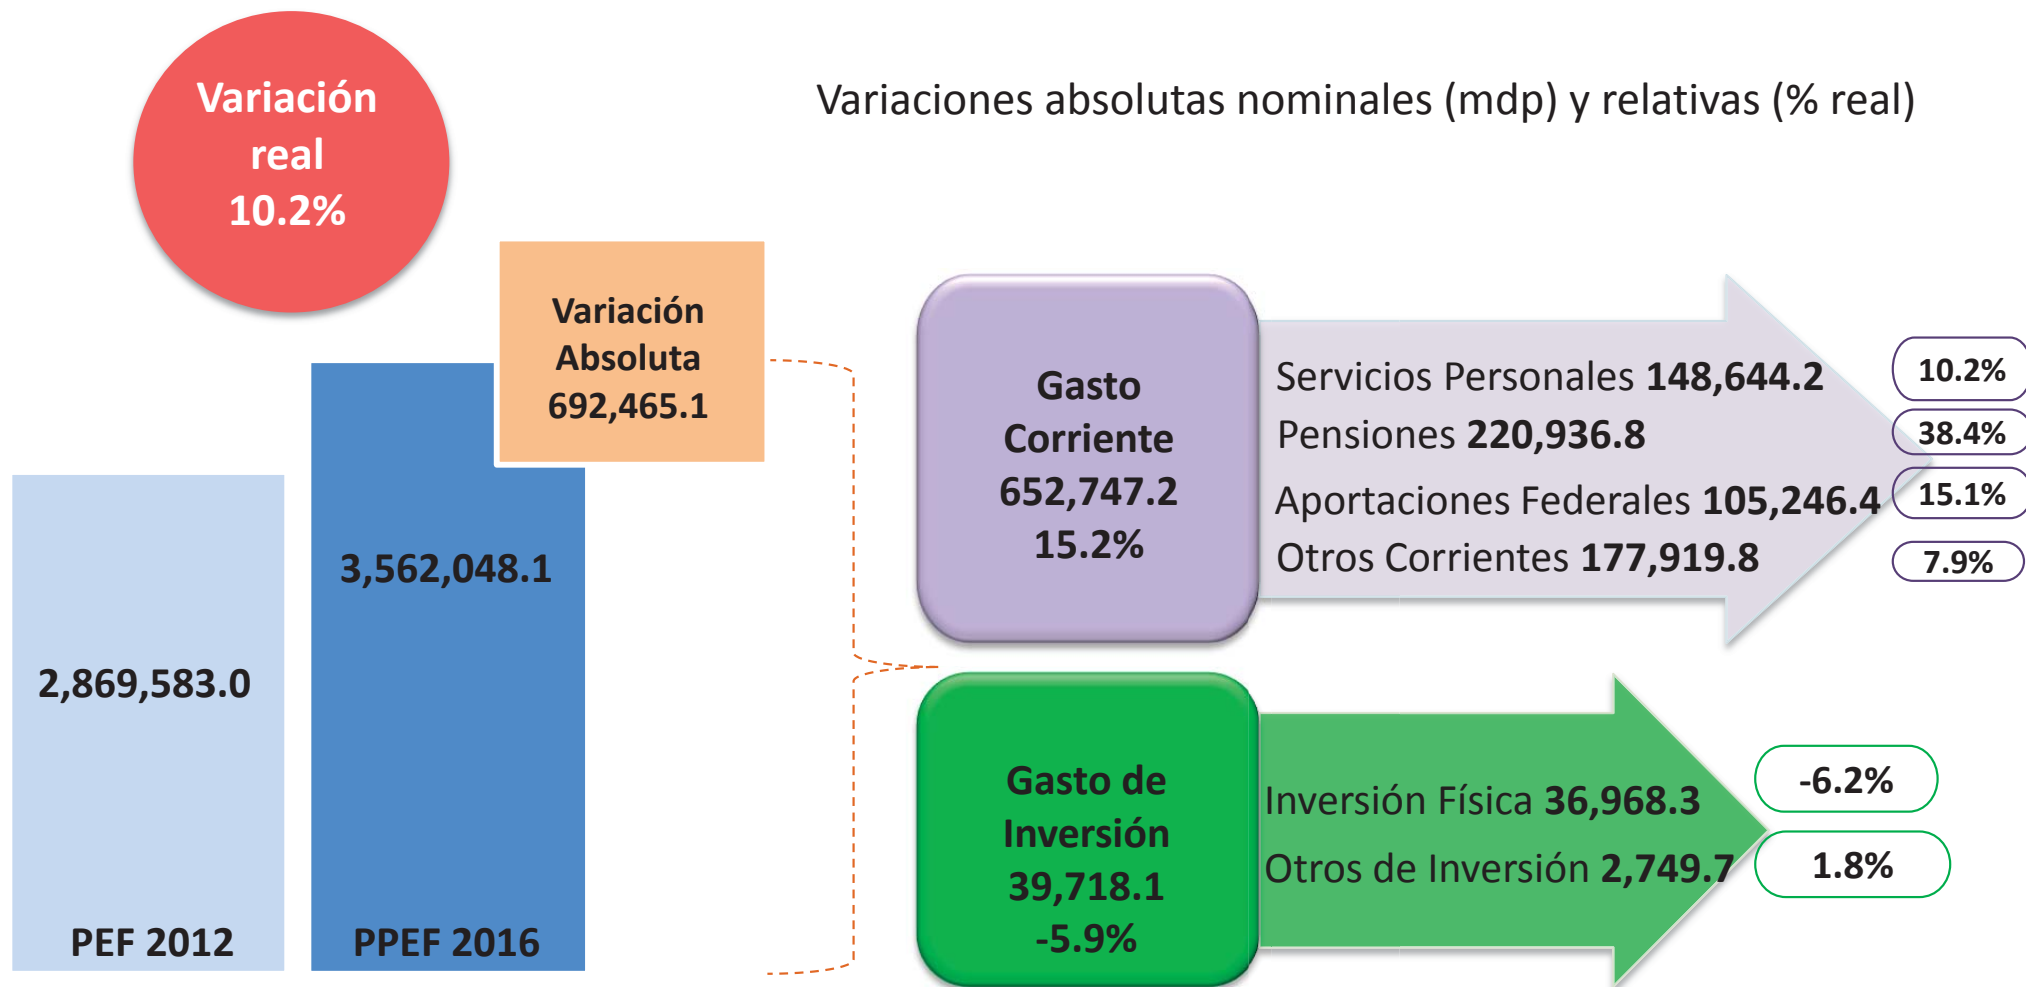 Variación
real
10.2%
Variaciones absolutas nominales (mdp) y relativas (% real)
Variación
Absoluta
692,465.1
3,562,048.1
2,869,583.0
PEF 2012
PPEF 2016
Gasto
Corriente
652,747.2
15.2%
Servicios Personales 148,644.2
10.2%
Pensiones 220,936.8
38.4%
Aportaciones Federales 105,246.4
15.1%
Otros Corrientes 177,919.8
7.9%
Gasto de
Inversión
39,718.1
-5.9%
Inversión Física 36,968.3
-6.2%
Otros de Inversión 2,749.7
1.8%